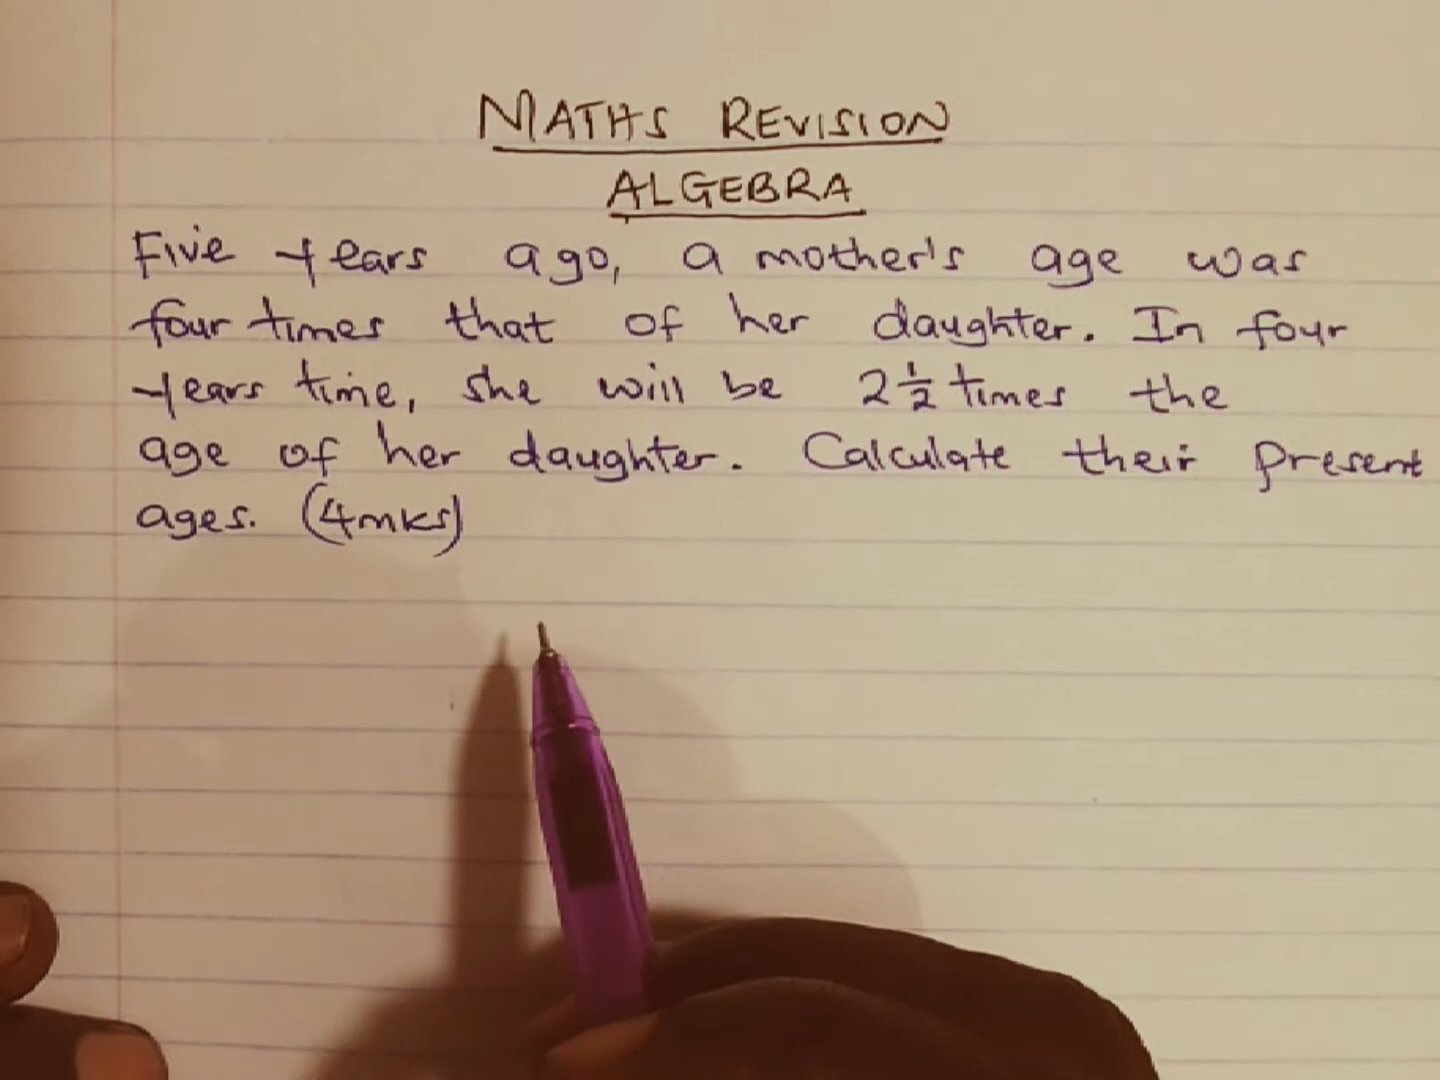 MATHS REVISION
ALGEBRA
Five years ago, a mother's age was
four times that of her daughter. In four
years time, she will be 2½ times the
age of her daughter. Calculate their present
ages. (4mks)